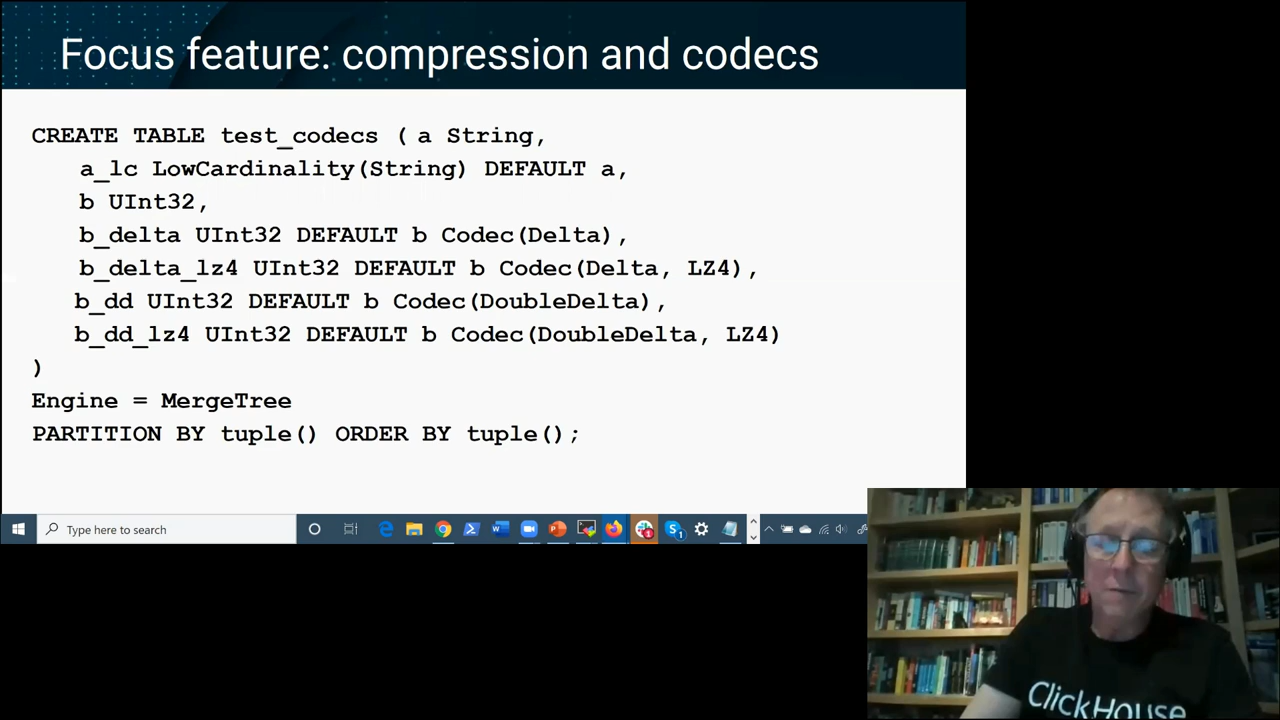 Focus feature: compression and codecs
CREATE TABLE test_codecs ( a String,
a_lc LowCardinality(String) DEFAULT a,
b UInt32,
b_delta UInt32 DEFAULT b Codec(Delta),
b_delta_lz4 UInt32 DEFAULT b Codec(Delta, LZ4),
b_dd UInt32 DEFAULT b Codec(DoubleDelta),
b_dd_lz4 UInt32 DEFAULT b Codec(DoubleDelta, LZ4)
)
Engine = MergeTree
PARTITION BY tuple() ORDER BY tuple();
Type here to search
ClickHouse